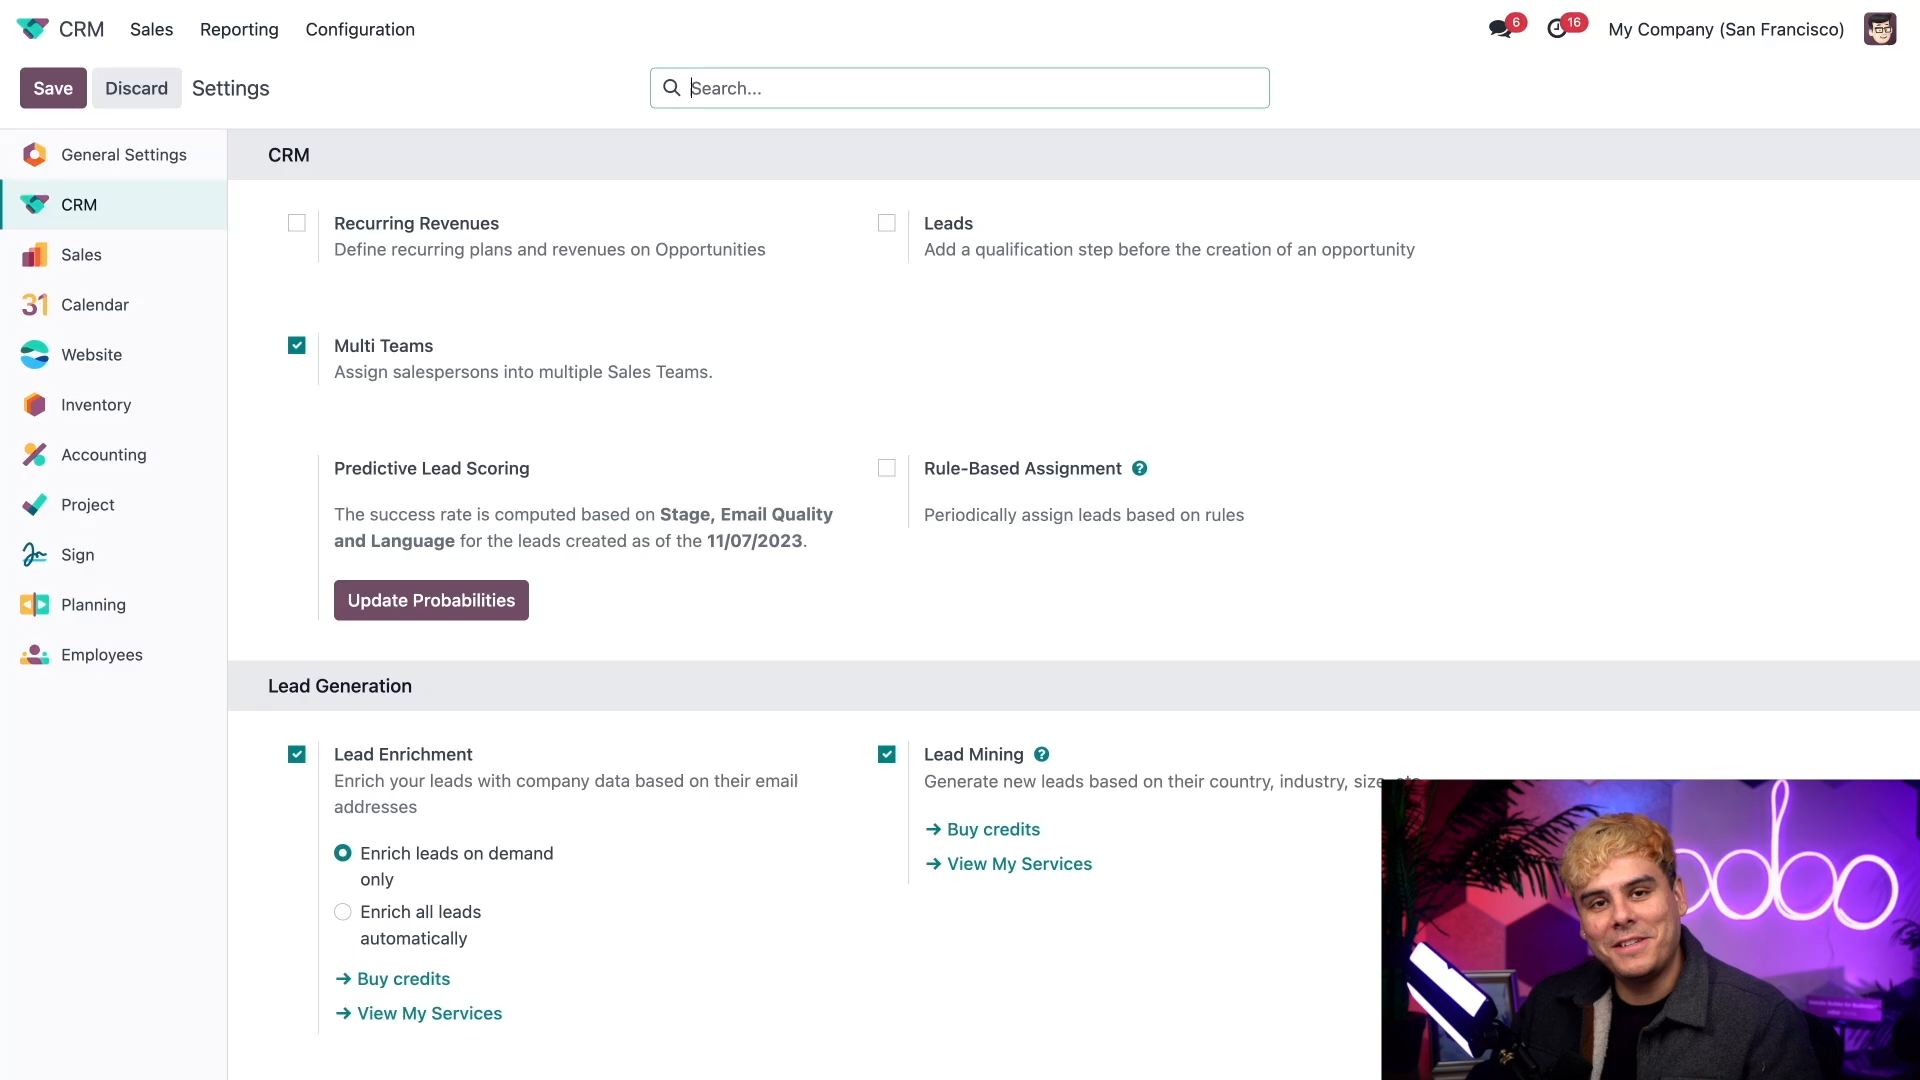 CRM Sales Reporting Configuration 6 16 My Company (San Francisco)
Save Discard Settings Search...
General Settings
CRM
Sales
31 Calendar
Website
Inventory
Accounting
Project
Sign
Planning
Employees
CRM
Recurring Revenues
Define recurring plans and revenues on Opportunities
Leads
Add a qualification step before the creation of an opportunity
Multi Teams
Assign salespersons into multiple Sales Teams.
Predictive Lead Scoring
The success rate is computed based on Stage, Email Quality
and Language for the leads created as of the 11/07/2023.
Update Probabilities
Rule-Based Assignment ?
Periodically assign leads based on rules
Lead Generation
Lead Enrichment
Enrich your leads with company data based on their email
addresses
Enrich leads on demand
only
Enrich all leads
automatically
Buy credits
View My Services
Lead Mining ?
Generate new leads based on their country, industry, size,
Buy credits
View My Services
odoo